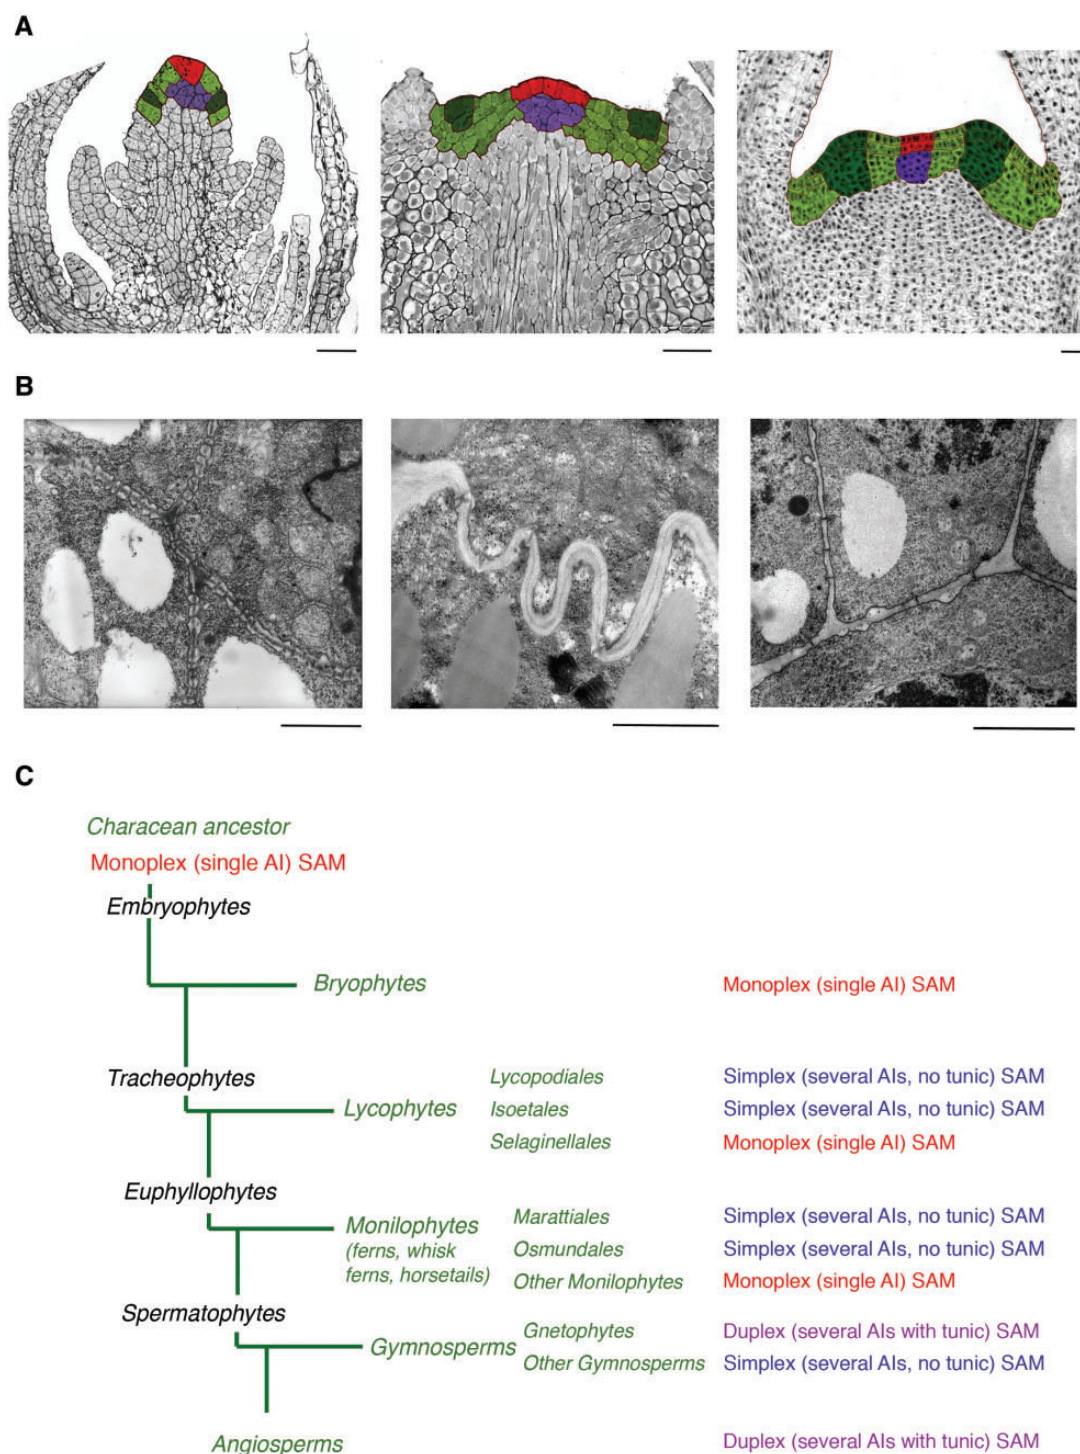 A
B
C
Characean ancestor
Monoplex (single AI) SAM
Embryophytes
Bryophytes Monoplex (single AI) SAM
Tracheophytes Lycopodiales Simplex (several AIs, no tunic) SAM
Lycophytes Isoetales Simplex (several AIs, no tunic) SAM
Selaginellales Monoplex (single AI) SAM
Euphyllophytes
Monilophytes Marattiales Simplex (several AIs, no tunic) SAM
(ferns, whisk Osmundales Simplex (several AIs, no tunic) SAM
ferns, horsetails) Other Monilophytes Monoplex (single AI) SAM
Spermatophytes
Gymnosperms Gnetophytes Duplex (several AIs with tunic) SAM
Other Gymnosperms Simplex (several AIs, no tunic) SAM
Angiosperms Duplex (several AIs with tunic) SAM